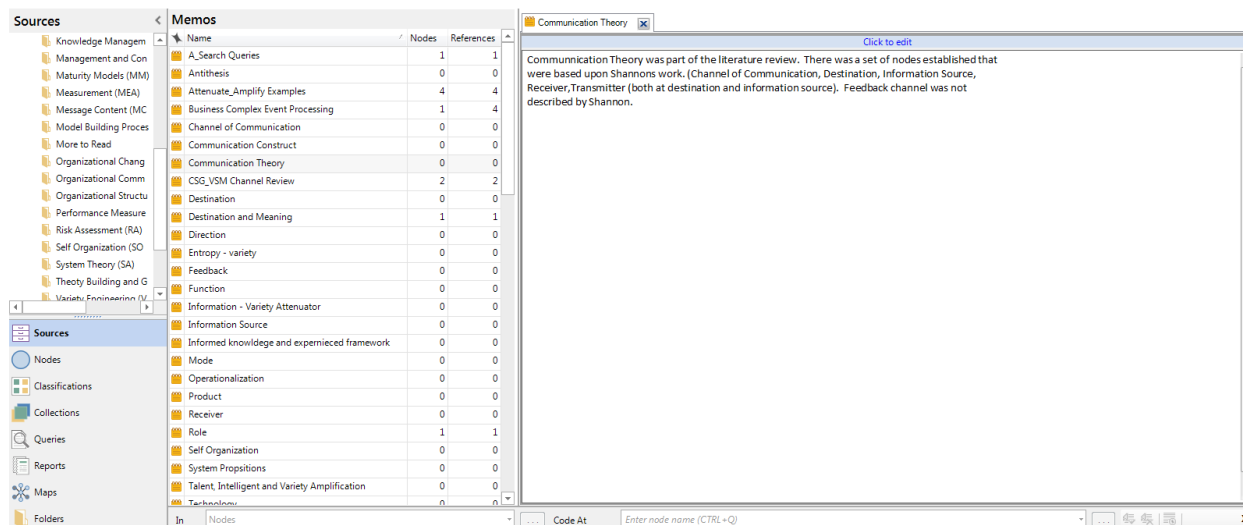 Sources
Knowledge Managem
Management and Con
Maturity Models (MM)
Measurement (MEA)
Message Content (MC
Model Building Proces
More to Read
Organizational Chang
Organizational Comm
Organizational Structu
Performance Measure
Risk Assessment (RA)
Self Organization (SO
System Theory (SA)
Theoty Building and G
Variety Engineering (V
Sources
Nodes
Classifications
Collections
Queries
Reports
Maps
Folders
Memos
Name Nodes References
A_Search Queries 1 1
Antithesis 0 0
Attenuate_Amplify Examples 4 4
Business Complex Event Processing 1 4
Channel of Communication 0 0
Communication Construct 0 0
Communication Theory 0 0
CSG_VSM Channel Review 2 2
Destination 0 0
Destination and Meaning 1 1
Direction 0 0
Entropy - variety 0 0
Feedback 0 0
Function 0 0
Information - Variety Attenuator 0 0
Information Source 0 0
Informed knowldege and expernieced framework 0 0
Mode 0 0
Operationalization 0 0
Product 0 0
Receiver 0 0
Role 1 1
Self Organization 0 0
System Propsitions 0 0
Talent, Intelligent and Variety Amplification 0 0
Technology 0 0
Communication Theory
Click to edit
Communnication Theory was part of the literature review. There was a set of nodes established that
were based upon Shannons work. (Channel of Communication, Destination, Information Source,
Receiver,Transmitter (both at destination and information source). Feedback channel was not
described by Shannon.
In Nodes ... Code At Enter node name (CTRL+Q) ...